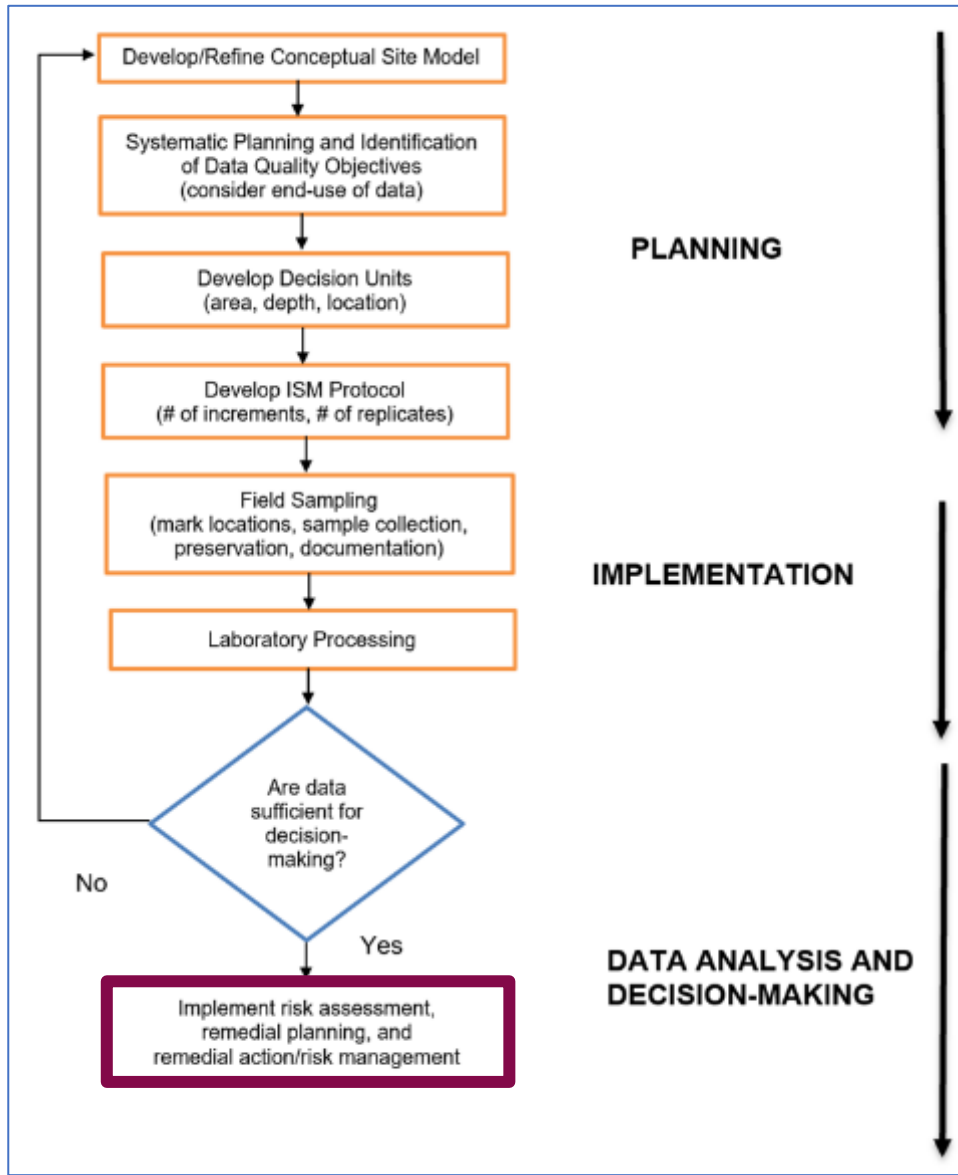 Develop/Refine Conceptual Site Model
Systematic Planning and Identification
of Data Quality Objectives
(consider end-use of data)
PLANNING
Develop Decision Units
(area, depth, location)
Develop ISM Protocol
(# of increments, # of replicates)
Field Sampling
(mark locations, sample collection,
preservation, documentation)
IMPLEMENTATION
Laboratory Processing
Are data
sufficient for
decision-
making?
No
Yes
DATA ANALYSIS AND
DECISION-MAKING
Implement risk assessment,
remedial planning, and
remedial action/risk management